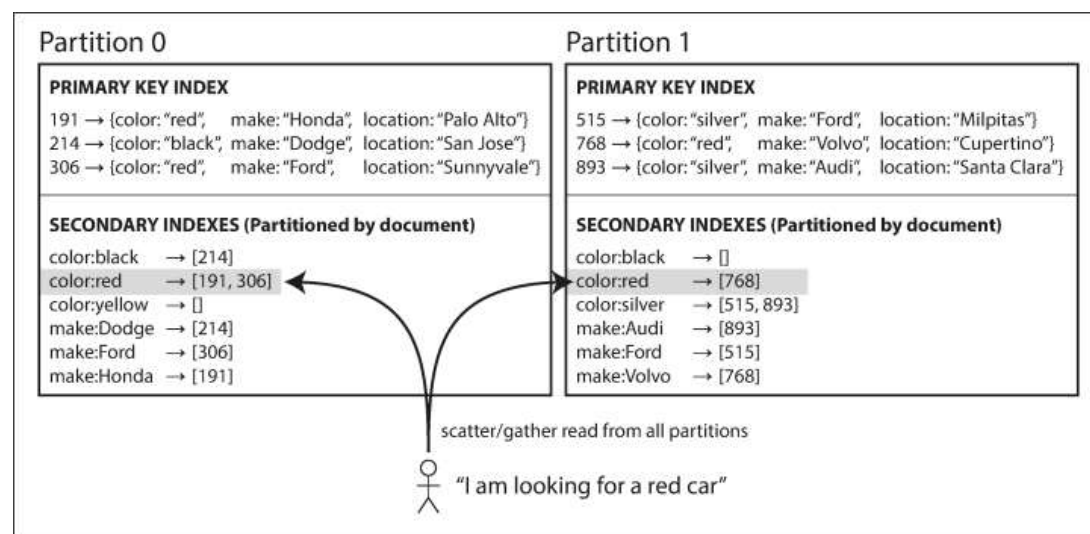 Partition 0
PRIMARY KEY INDEX
191 → {color: “red”, make: “Honda”, location: “Palo Alto”}
214 → {color: “black”, make: “Dodge”, location: “San Jose”}
306 → {color: “red”, make: “Ford”, location: “Sunnyvale”}
SECONDARY INDEXES (Partitioned by document)
color:black → [214]
color:red → [191, 306]
color:yellow → []
make:Dodge → [214]
make:Ford → [306]
make:Honda → [191]
Partition 1
PRIMARY KEY INDEX
515 → {color: “silver”, make: “Ford”, location: “Milpitas”}
768 → {color: “red”, make: “Volvo”, location: “Cupertino”}
893 → {color: “silver”, make: “Audi”, location: “Santa Clara”}
SECONDARY INDEXES (Partitioned by document)
color:black → []
color:red → [768]
color:silver → [515, 893]
make:Audi → [893]
make:Ford → [515]
make:Volvo → [768]
scatter/gather read from all partitions
“I am looking for a red car”